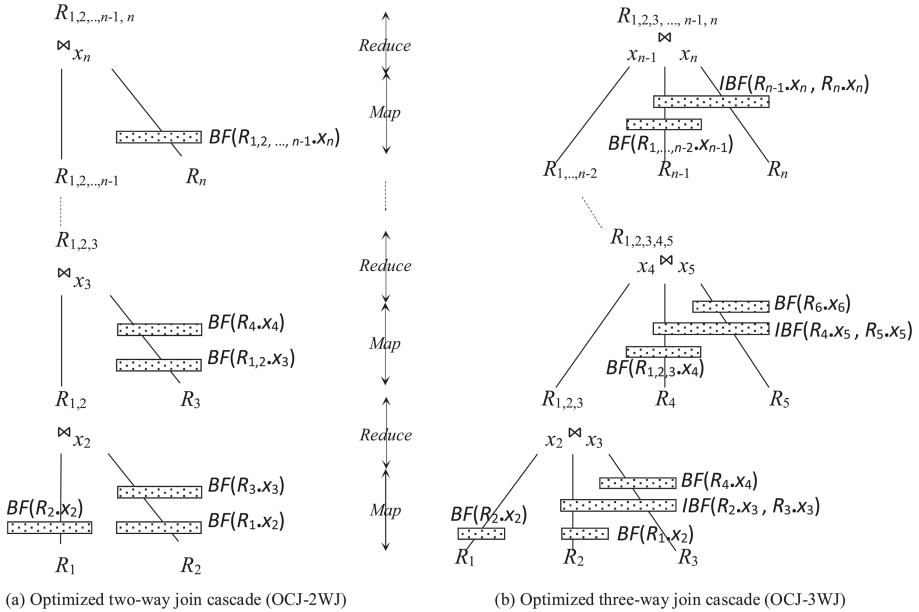 R1,2,..,n-1, n
⋈ xn
BF(R1,2, ..., n-1.xn)
R1,2,..,n-1
Rn
R1,2,3
⋈ x3
BF(R4.x4)
BF(R1,2.x3)
R1,2
R3
⋈ x2
BF(R3.x3)
BF(R2.x2)
BF(R1.x2)
R1
R2
(a) Optimized two-way join cascade (OCJ-2WJ)
Reduce
Map
Reduce
Map
Reduce
Map
R1,2,3, ..., n-1, n
⋈
xn-1 xn
IBF(Rn-1.xn , Rn.xn)
BF(R1,...,n-2.xn-1)
R1,..,n-2
Rn-1
Rn
R1,2,3,4,5
x4 ⋈ x5
BF(R6.x6)
IBF(R4.x5 , R5.x5)
BF(R1,2,3.x4)
R1,2,3
R4
R5
x2 ⋈ x3
BF(R4.x4)
IBF(R2.x3 , R3.x3)
BF(R2.x2)
BF(R1.x2)
R1
R2
R3
(b) Optimized three-way join cascade (OCJ-3WJ)